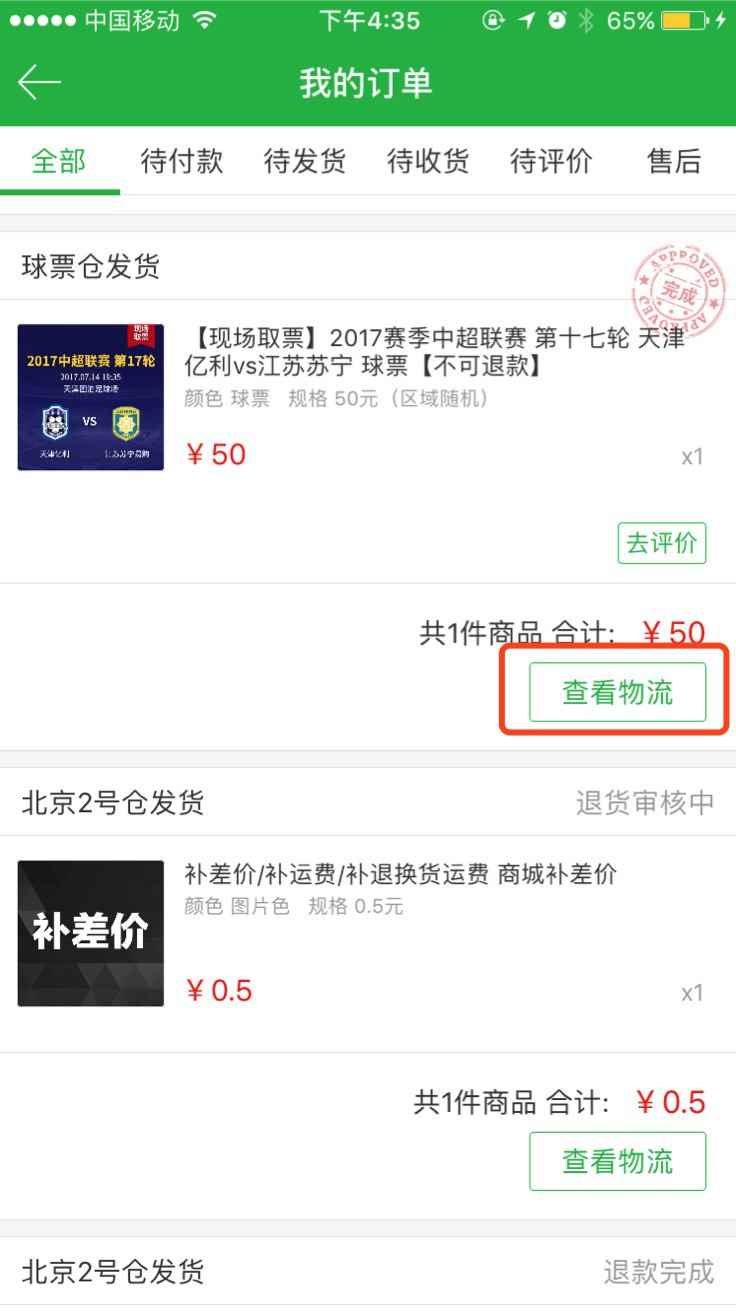 中国移动 下午4:35 65%
我的订单
全部 待付款 待发货 待收货 待评价 售后
球票仓发货
APPPOVED
完成
APPPOVED
现场
取票
2017中超联赛 第17轮
2017.07.14 19:35
天津团泊足球场
VS
天津亿利 江苏苏宁易购
【现场取票】2017赛季中超联赛 第十七轮 天津
亿利vs江苏苏宁 球票【不可退款】
颜色 球票 规格 50元（区域随机）
¥ 50 x1
去评价
共1件商品 合计: ¥ 50
查看物流
北京2号仓发货 退货审核中
补差价
补差价/补运费/补退换货运费 商城补差价
颜色 图片色 规格 0.5元
¥ 0.5 x1
共1件商品 合计: ¥ 0.5
查看物流
北京2号仓发货 退款完成